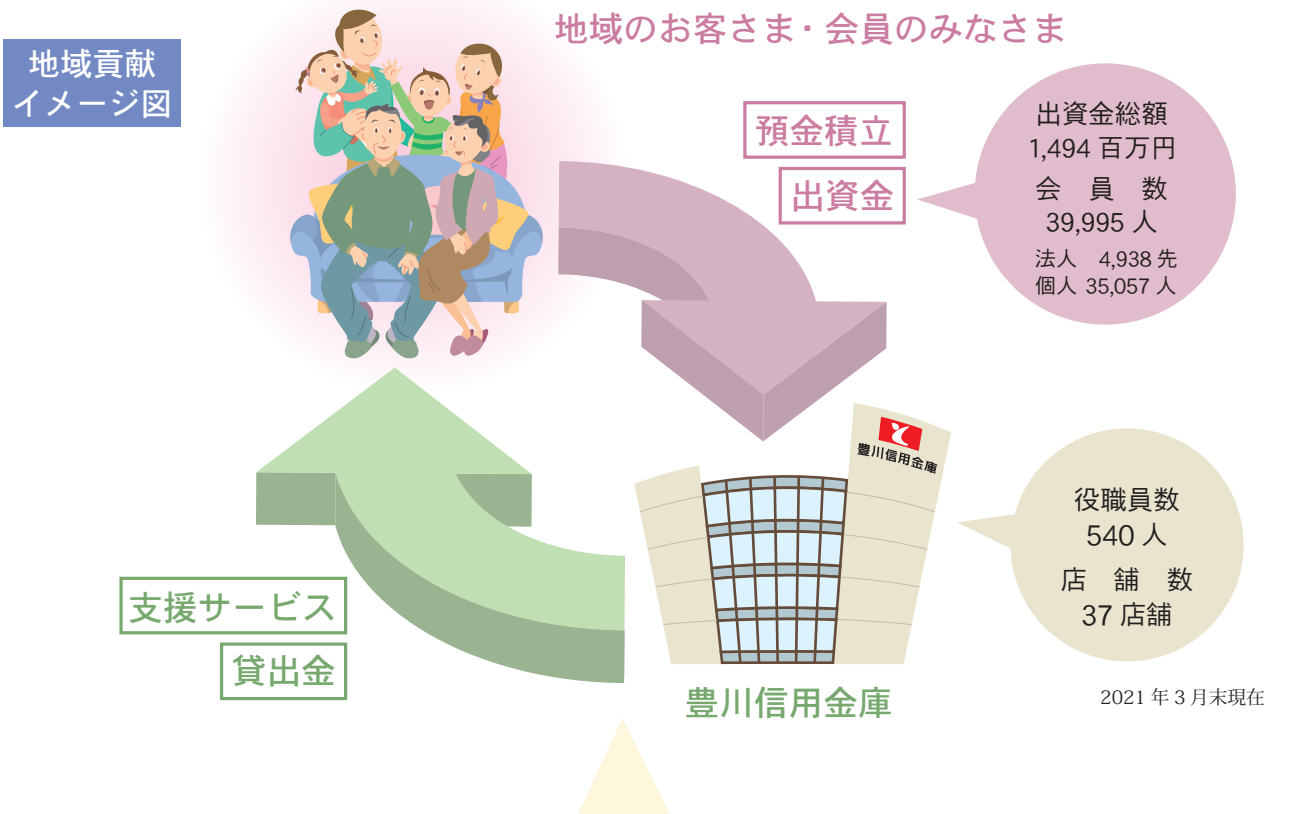 地域貢献
イメージ図
地域のお客さま・会員のみなさま
預金積立
出資金
出資金総額
1,494 百万円
会 員 数
39,995 人
法人 4,938 先
個人 35,057 人
豊川信用金庫
役職員数
540 人
店 舗 数
37 店舗
支援サービス
貸出金
豊川信用金庫
2021 年 3 月末現在